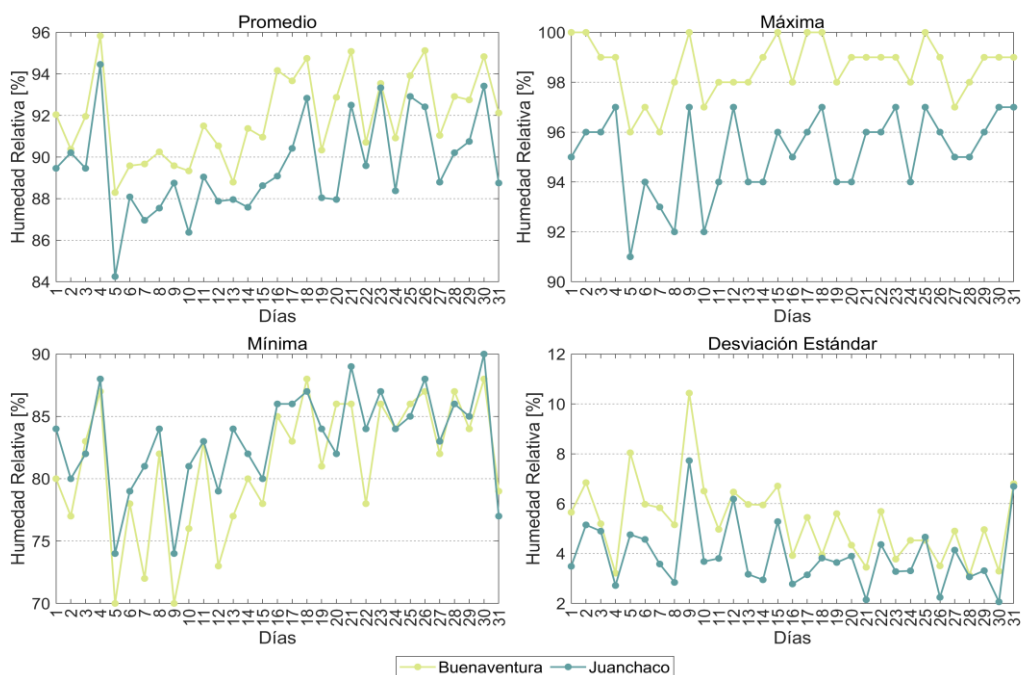 Promedio
Humedad Relativa [%]
96
94
92
90
88
86
84
1 2 3 4 5 6 7 8 9 10 11 12 13 14 15 16 17 18 19 20 21 22 23 24 25 26 27 28 29 30 31
Días
Máxima
Humedad Relativa [%]
100
98
96
94
92
90
1 2 3 4 5 6 7 8 9 10 11 12 13 14 15 16 17 18 19 20 21 22 23 24 25 26 27 28 29 30 31
Días
Mínima
Humedad Relativa [%]
90
85
80
75
70
1 2 3 4 5 6 7 8 9 10 11 12 13 14 15 16 17 18 19 20 21 22 23 24 25 26 27 28 29 30 31
Días
Desviación Estándar
Humedad Relativa [%]
12
10
8
6
4
2
1 2 3 4 5 6 7 8 9 10 11 12 13 14 15 16 17 18 19 20 21 22 23 24 25 26 27 28 29 30 31
Días
Buenaventura Juanchaco